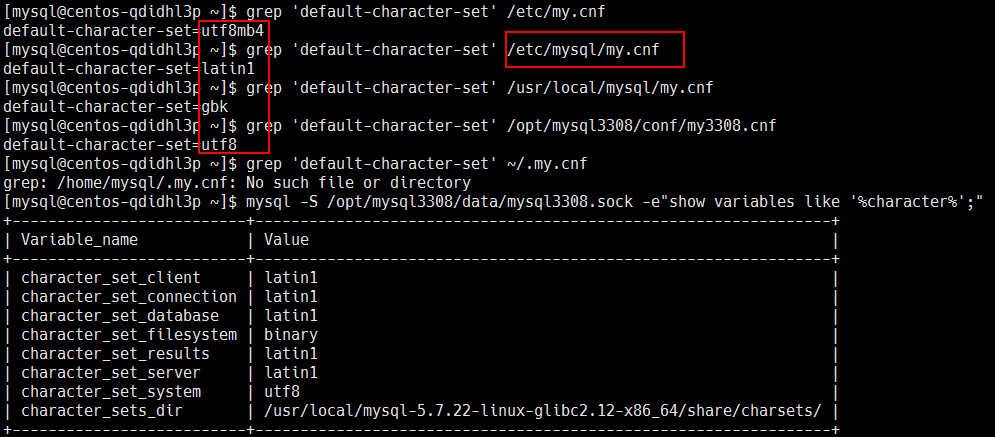 [mysql@centos-qdidhl3p ~]$ grep 'default-character-set' /etc/my.cnf
default-character-set=utf8mb4
[mysql@centos-qdidhl3p ~]$ grep 'default-character-set' /etc/mysql/my.cnf
default-character-set=latin1
[mysql@centos-qdidhl3p ~]$ grep 'default-character-set' /usr/local/mysql/my.cnf
default-character-set=gbk
[mysql@centos-qdidhl3p ~]$ grep 'default-character-set' /opt/mysql3308/conf/my3308.cnf
default-character-set=utf8
[mysql@centos-qdidhl3p ~]$ grep 'default-character-set' ~/.my.cnf
grep: /home/mysql/.my.cnf: No such file or directory
[mysql@centos-qdidhl3p ~]$ mysql -S /opt/mysql3308/data/mysql3308.sock -e"show variables like '%character%';"
+--------------------------+----------------------------------------------------------------+
| Variable_name            | Value                                                          |
+--------------------------+----------------------------------------------------------------+
| character_set_client     | latin1                                                         |
| character_set_connection | latin1                                                         |
| character_set_database   | latin1                                                         |
| character_set_filesystem | binary                                                         |
| character_set_results    | latin1                                                         |
| character_set_server     | latin1                                                         |
| character_set_system     | utf8                                                           |
| character_sets_dir       | /usr/local/mysql-5.7.22-linux-glibc2.12-x86_64/share/charsets/ |
+--------------------------+----------------------------------------------------------------+